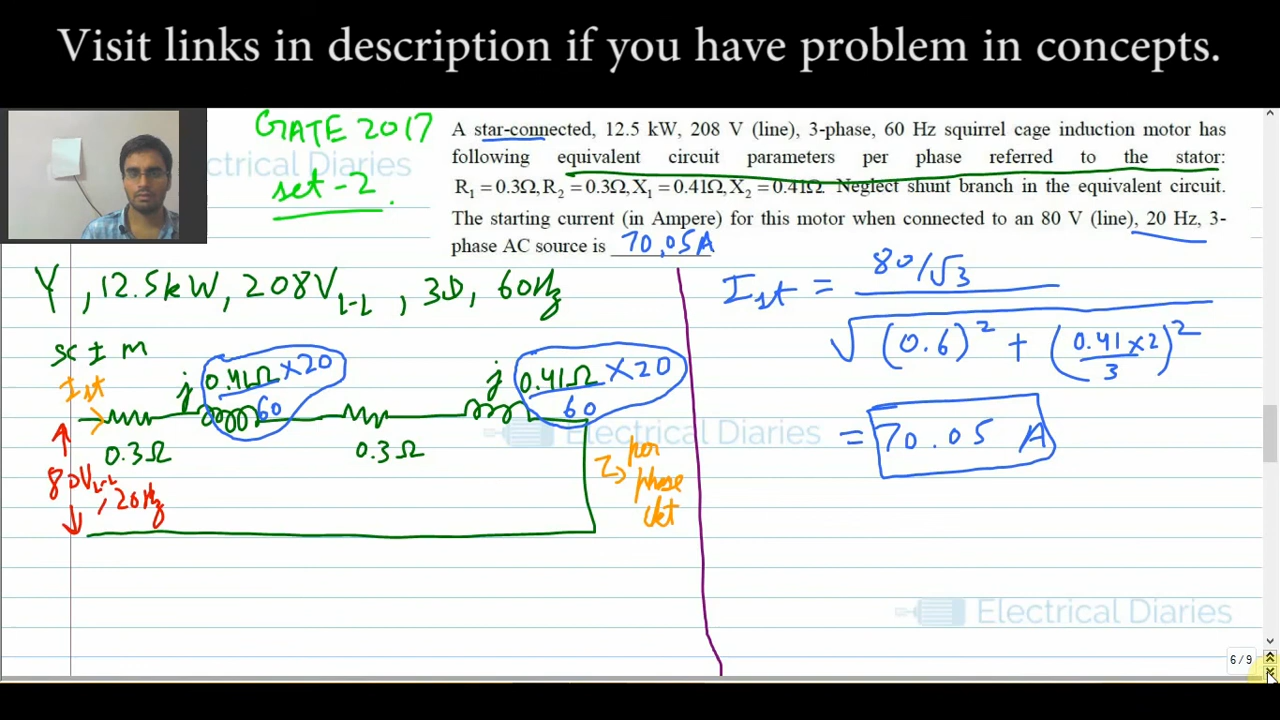 Visit links in description if you have problem in concepts.
GATE 2017
set-2.
Electrical Diaries
A star-connected, 12.5 kW, 208 V (line), 3-phase, 60 Hz squirrel cage induction motor has
following equivalent circuit parameters per phase referred to the stator:
R₁ = 0.3Ω, R₂ = 0.3Ω, X₁ = 0.41Ω, X₂ = 0.41Ω. Neglect shunt branch in the equivalent circuit.
The starting current (in Ampere) for this motor when connected to an 80 V (line), 20 Hz, 3-
phase AC source is 70.05A
Y, 12.5kW, 208V L-L, 3Φ, 60Hz
SC I m
Ist
j 0.41Ω/60 ×20
j 0.41Ω/60 ×20
0.3Ω
0.3Ω
80V L-L, 20Hz
per
phase
ckt
Ist = 80/√3 / √((0.6)² + (0.41×2/3)²)
= 70.05 A
Electrical Diaries
Electrical Diaries
6/9